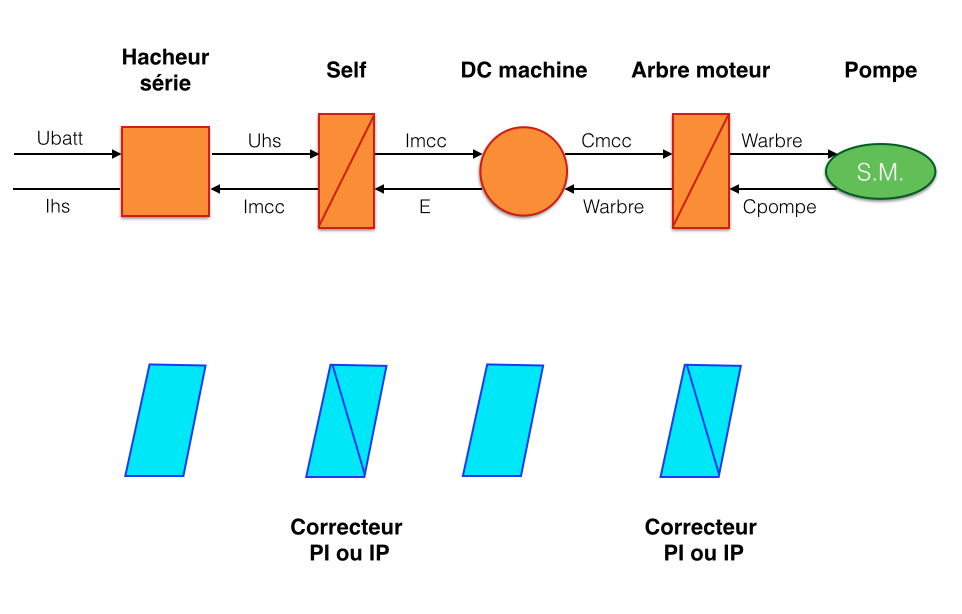 Hacheur
série
Self
DC machine
Arbre moteur
Pompe
Ubatt
Uhs
Imcc
Cmcc
Warbre
S.M.
Ihs
Imcc
E
Warbre
Cpompe
Correcteur
PI ou IP
Correcteur
PI ou IP